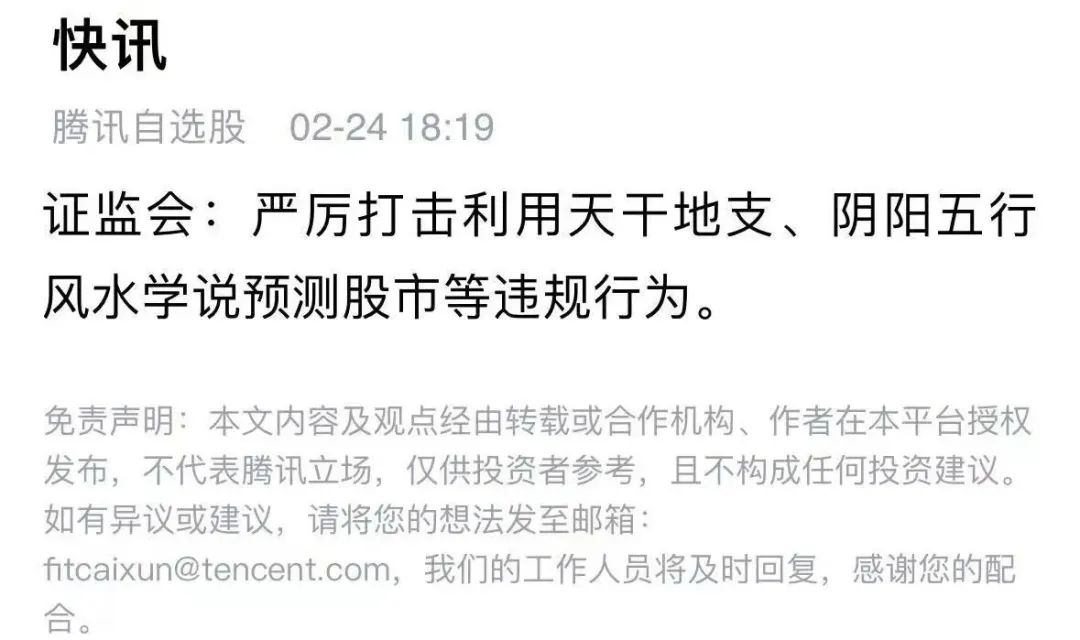 快讯
腾讯自选股 02-24 18:19
证监会：严厉打击利用天干地支、阴阳五行
风水学说预测股市等违规行为。
免责声明：本文内容及观点经由转载或合作机构、作者在本平台授权
发布，不代表腾讯立场，仅供投资者参考，且不构成任何投资建议。
如有异议或建议，请将您的想法发至邮箱：
fitcaixun@tencent.com，我们的工作人员将及时回复，感谢您的配
合。